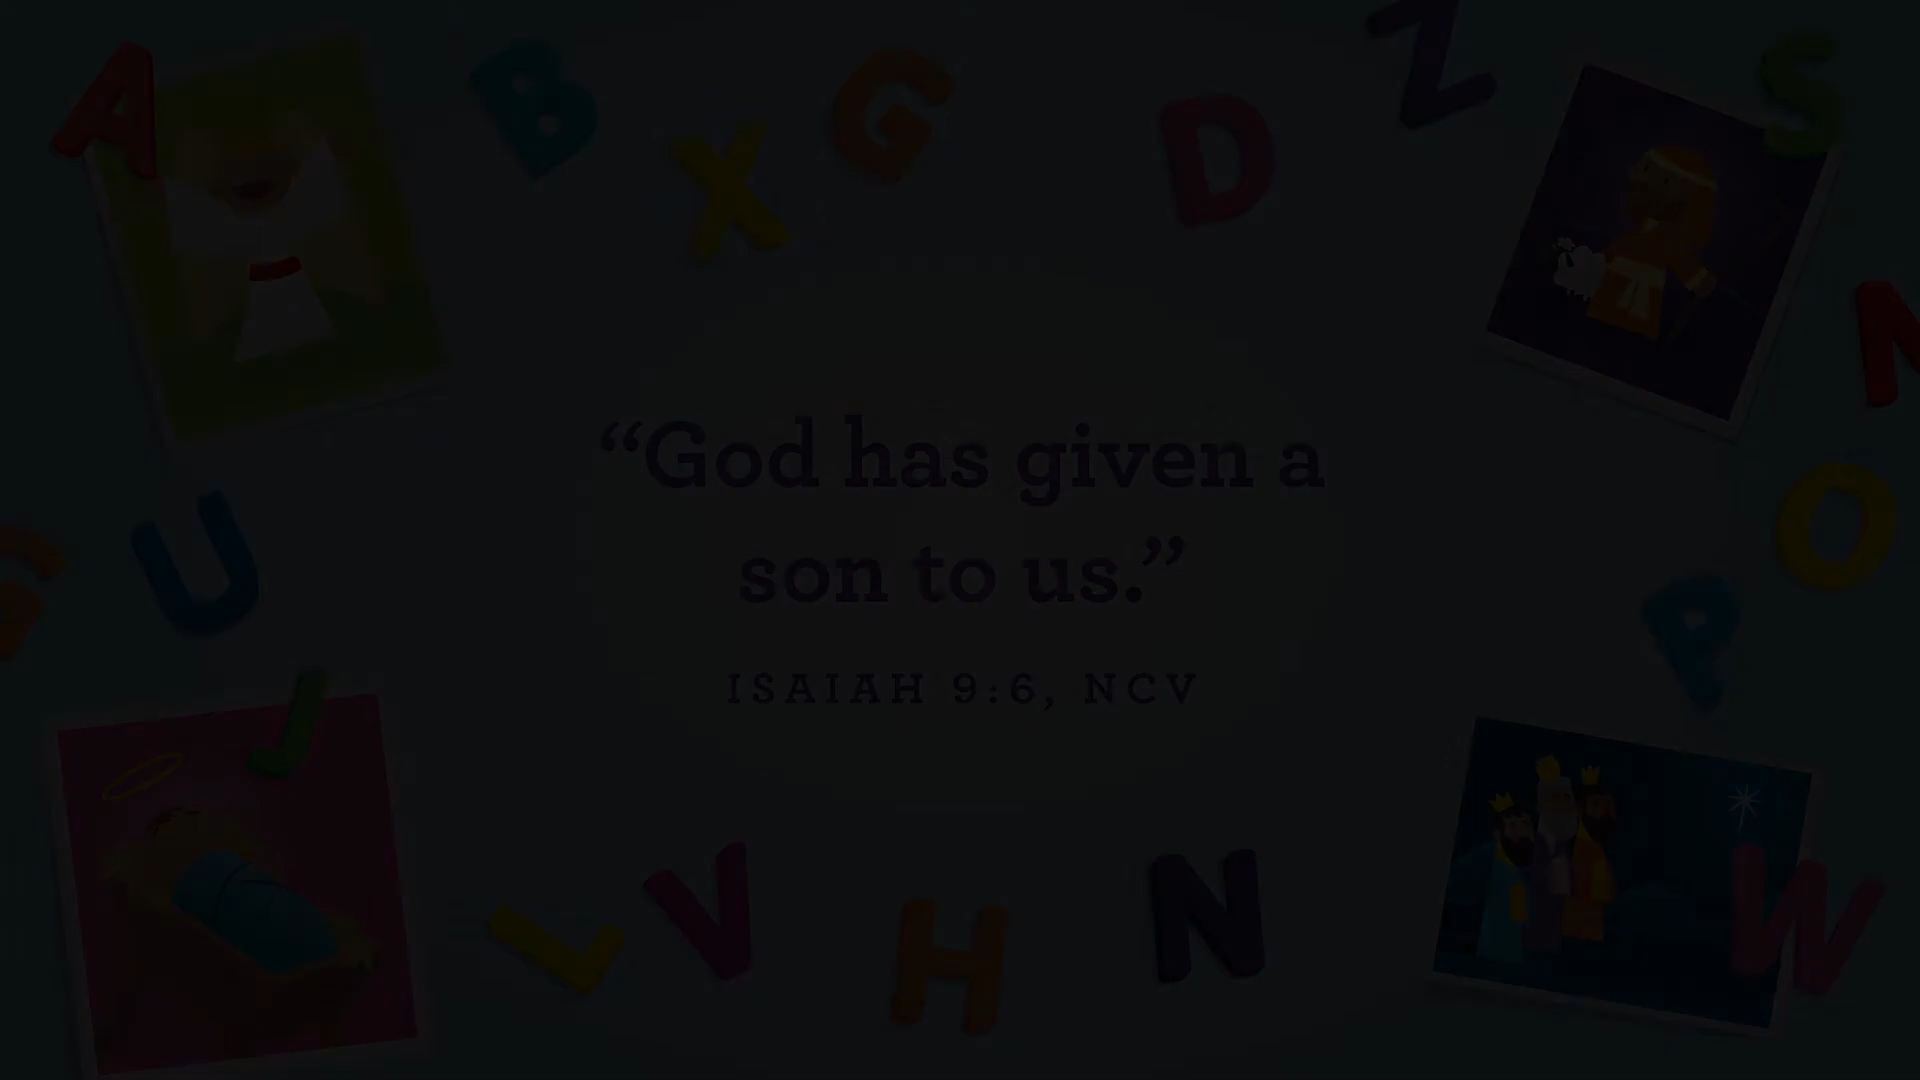 A
B
X
G
D
Z
S
"God has given a
son to us."
ISAIAH 9:6, NCV
N
O
P
G
U
J
L
V
H
N
W